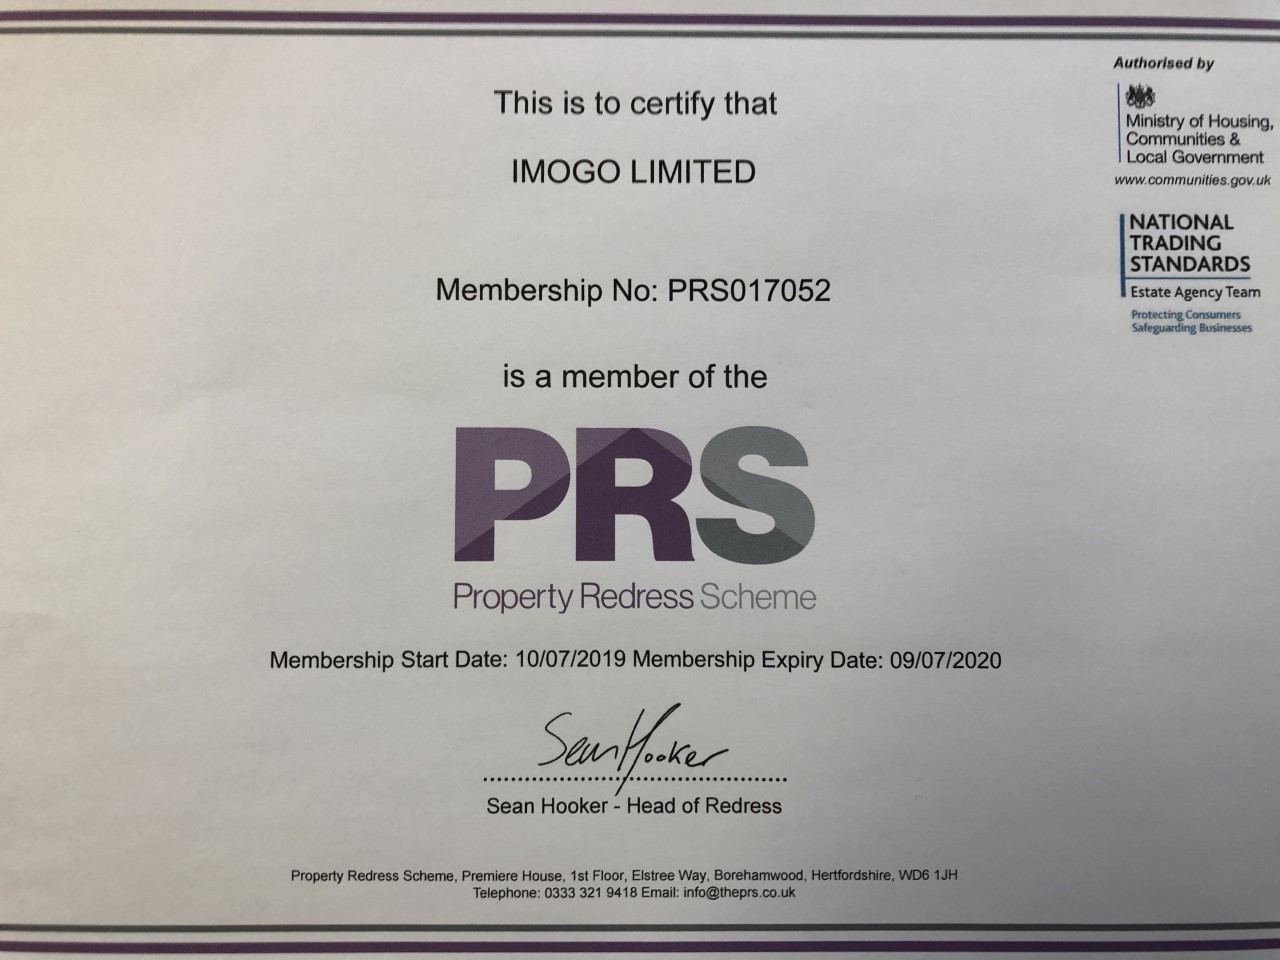 Authorised by
Ministry of Housing,
Communities &
Local Government
www.communities.gov.uk
NATIONAL
TRADING
STANDARDS
Estate Agency Team
Protecting Consumers
Safeguarding Businesses
This is to certify that
IMOGO LIMITED
Membership No: PRS017052
is a member of the
PRS
Property Redress Scheme
Membership Start Date: 10/07/2019 Membership Expiry Date: 09/07/2020
Sean Hooker
Sean Hooker - Head of Redress
Property Redress Scheme, Premiere House, 1st Floor, Elstree Way, Borehamwood, Hertfordshire, WD6 1JH
Telephone: 0333 321 9418 Email: info@theprs.co.uk